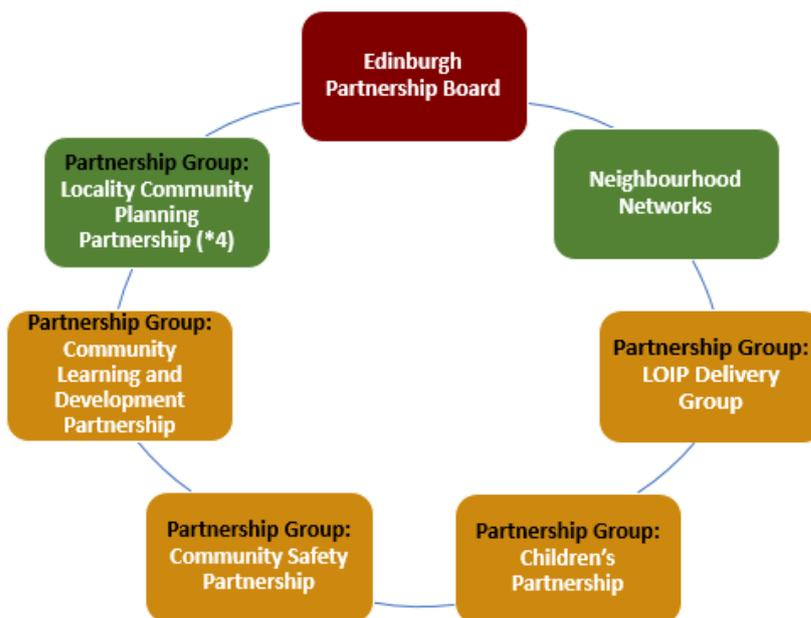 Edinburgh
Partnership Board
Partnership Group:
Locality Community
Planning
Partnership (*4)
Neighbourhood
Networks
Partnership Group:
Community
Learning and
Development
Partnership
Partnership Group:
LOIP Delivery
Group
Partnership Group:
Community Safety
Partnership
Partnership Group:
Children’s
Partnership